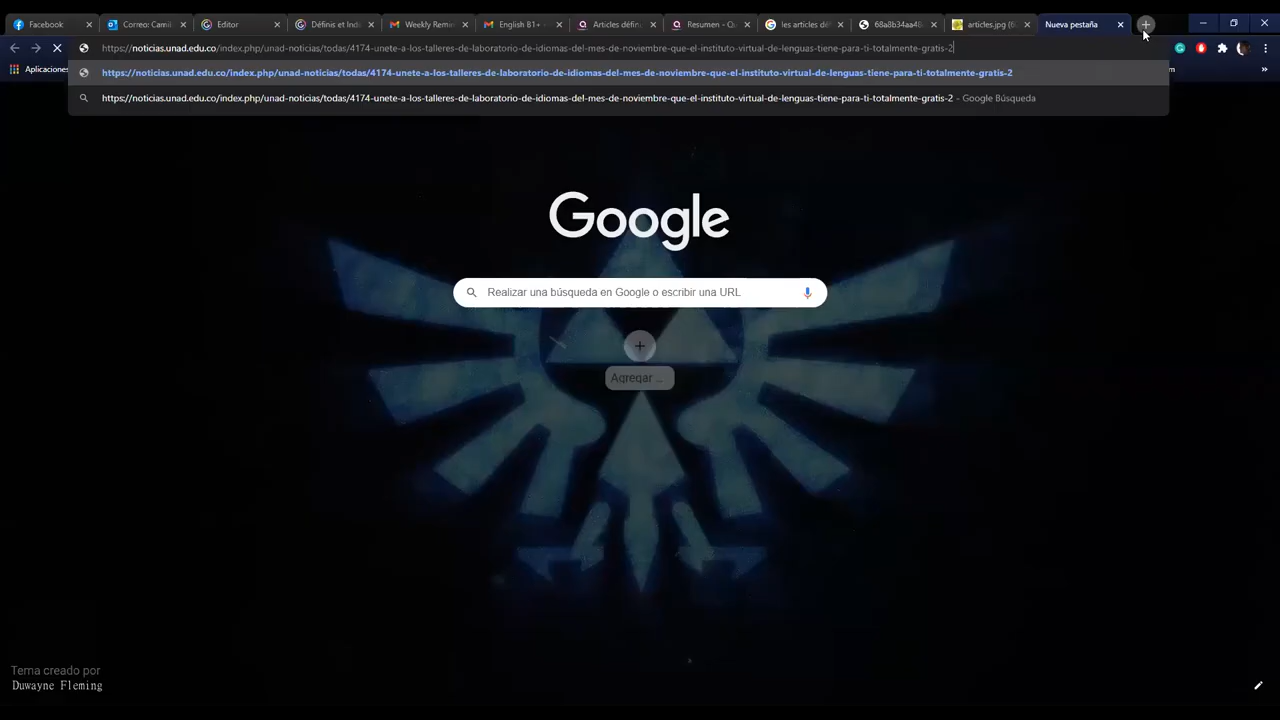 Facebook
Correo: Camil
Editor
Définis et Ind
Weekly Remin
English B1+
Articles défin
Resumen - Qu
les articles dé
68a8b34aa48
articles.jpg (6
Nueva pestaña
https://noticias.unad.edu.co/index.php/unad-noticias/todas/4174-unete-a-los-talleres-de-laboratorio-de-idiomas-del-mes-de-noviembre-que-el-instituto-virtual-de-lenguas-tiene-para-ti-totalmente-gratis-2
Aplicaciones
https://noticias.unad.edu.co/index.php/unad-noticias/todas/4174-unete-a-los-talleres-de-laboratorio-de-idiomas-del-mes-de-noviembre-que-el-instituto-virtual-de-lenguas-tiene-para-ti-totalmente-gratis-2
https://noticias.unad.edu.co/index.php/unad-noticias/todas/4174-unete-a-los-talleres-de-laboratorio-de-idiomas-del-mes-de-noviembre-que-el-instituto-virtual-de-lenguas-tiene-para-ti-totalmente-gratis-2 - Google Búsqueda
Google
Realizar una búsqueda en Google o escribir una URL
Agregar ...
Tema creado por
Duwayne Fleming